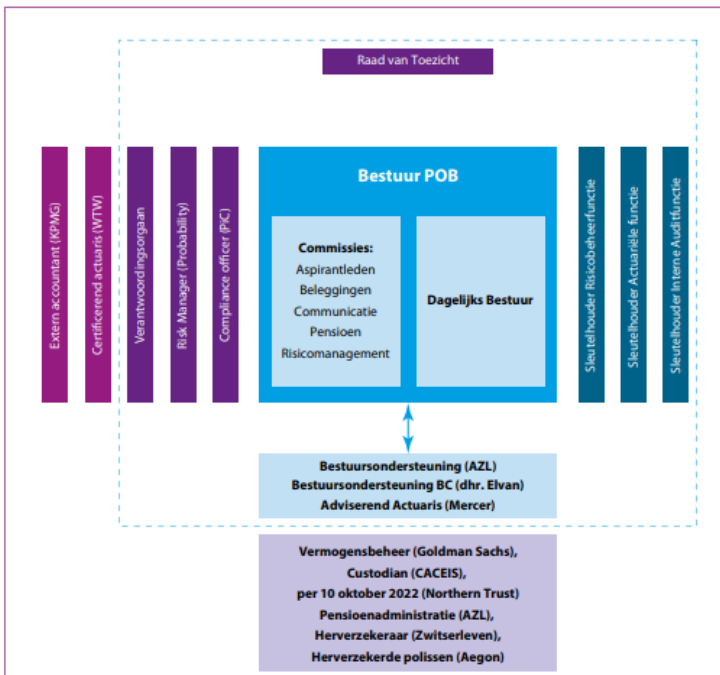 Raad van Toezicht
Extern accountant (KPMG)
Certificerend actuaris (WTW)
Verantwoordingsorgaan
Risk Manager (Probability)
Compliance officer (PiC)
Bestuur POB
Commissies:
Aspirantleden
Beleggingen
Communicatie
Pensioen
Risicomanagement
Dagelijks Bestuur
Sleutelhouder Risicobeheerfunctie
Sleutelhouder Actuariële functie
Sleutelhouder Interne Auditfunctie
Bestuursondersteuning (AZL)
Bestuursondersteuning BC (dhr. Elvan)
Adviserend Actuaris (Mercer)
Vermogensbeheer (Goldman Sachs),
Custodian (CACEIS),
per 10 oktober 2022 (Northern Trust)
Pensioenadministratie (AZL),
Herverzekeraar (Zwitserleven),
Herverzekerde polissen (Aegon)